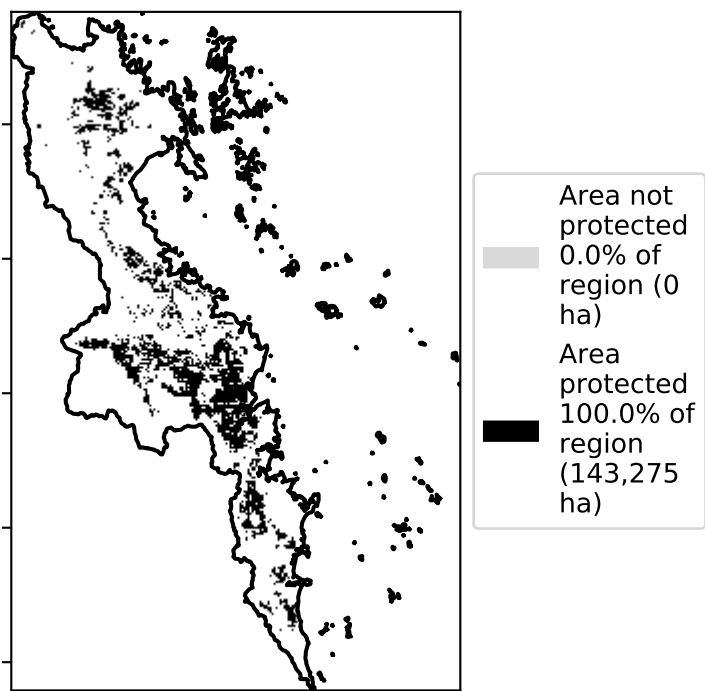 Area not
protected
0.0% of
region (0
ha)
Area
protected
100.0% of
region
(143,275
ha)